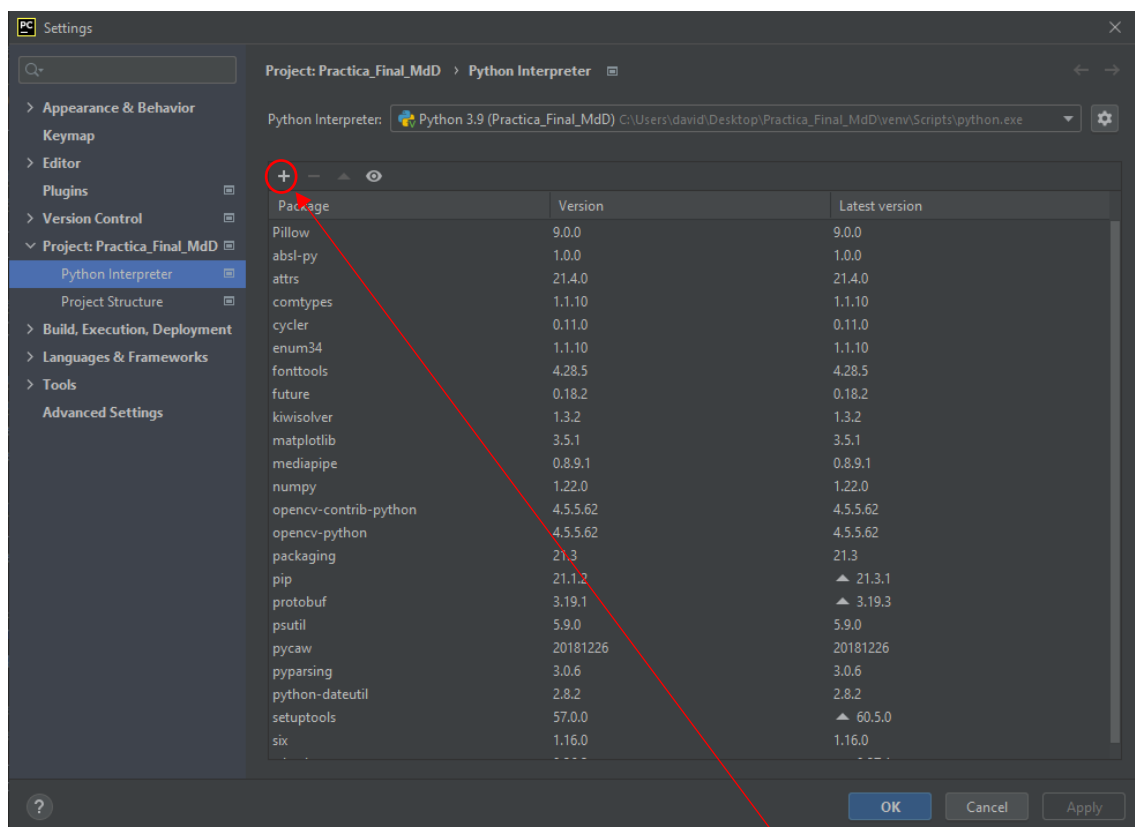 PC Settings
Project: Practica_Final_MdD > Python Interpreter
> Appearance & Behavior
Keymap
> Editor
Plugins
> Version Control
Project: Practica_Final_MdD
Python Interpreter
Project Structure
> Build, Execution, Deployment
> Languages & Frameworks
> Tools
Advanced Settings
Python Interpreter: Python 3.9 (Practica_Final_MdD) C:\Users\david\Desktop\Practica_Final_MdD\venv\Scripts\python.exe
Package Version Latest version
Pillow 9.0.0 9.0.0
absl-py 1.0.0 1.0.0
attrs 21.4.0 21.4.0
comtypes 1.1.10 1.1.10
cycler 0.11.0 0.11.0
enum34 1.1.10 1.1.10
fonttools 4.28.5 4.28.5
future 0.18.2 0.18.2
kiwisolver 1.3.2 1.3.2
matplotlib 3.5.1 3.5.1
mediapipe 0.8.9.1 0.8.9.1
numpy 1.22.0 1.22.0
opencv-contrib-python 4.5.5.62 4.5.5.62
opencv-python 4.5.5.62 4.5.5.62
packaging 21.3 21.3
pip 21.1.2 ▲ 21.3.1
protobuf 3.19.1 ▲ 3.19.3
psutil 5.9.0 5.9.0
pycaw 20181226 20181226
pyparsing 3.0.6 3.0.6
python-dateutil 2.8.2 2.8.2
setuptools 57.0.0 ▲ 60.5.0
six 1.16.0 1.16.0
? OK Cancel Apply